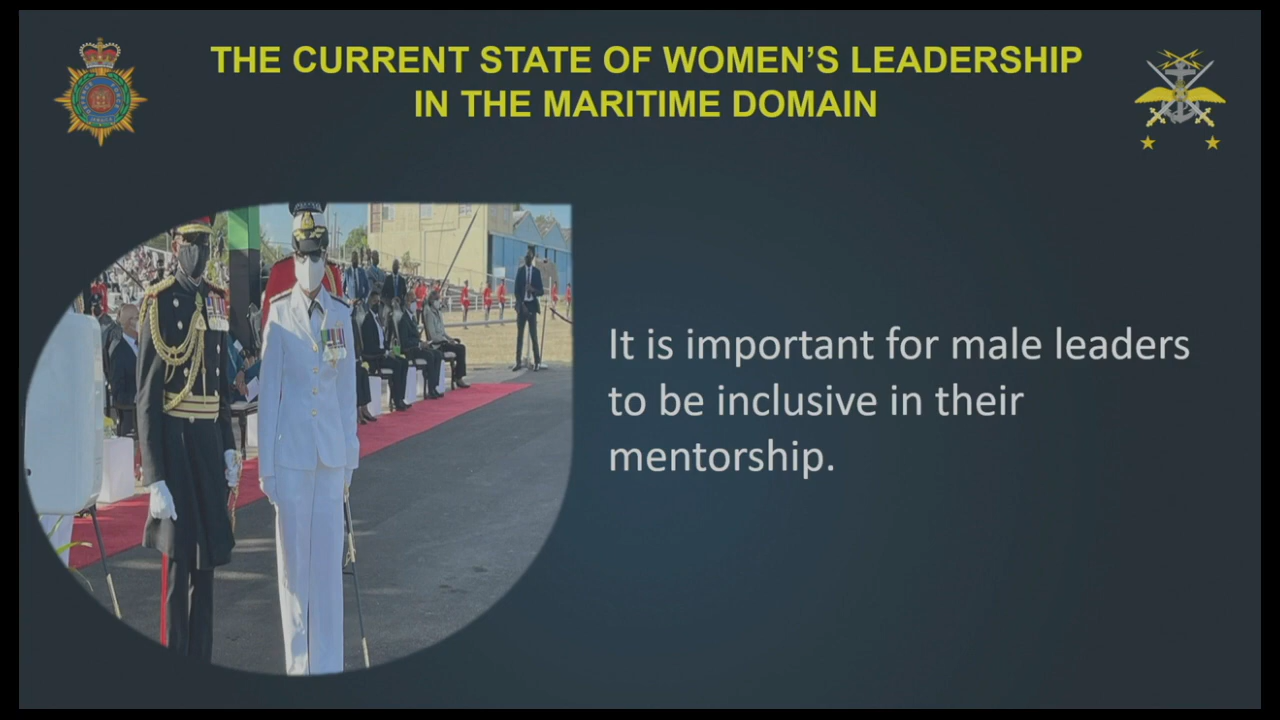 THE CURRENT STATE OF WOMEN'S LEADERSHIP
IN THE MARITIME DOMAIN
It is important for male leaders
to be inclusive in their
mentorship.